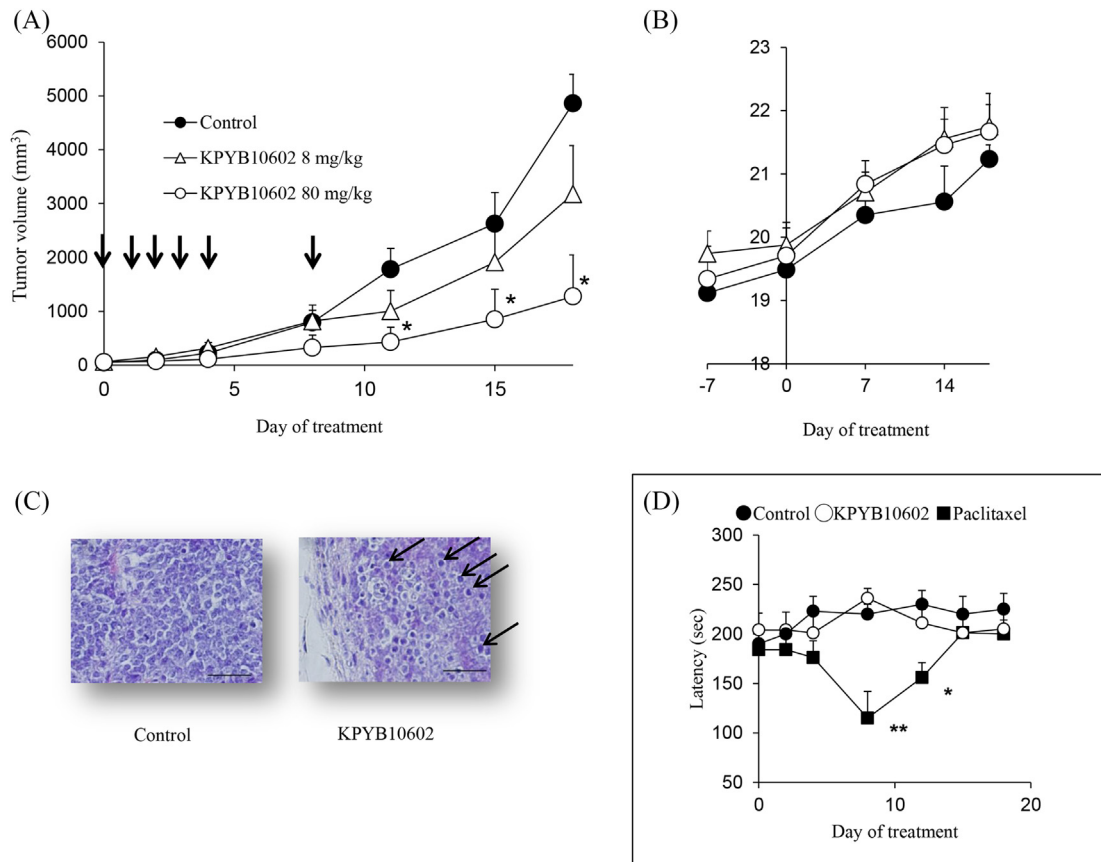 (A)
6000
5000
4000
3000
2000
1000
0
Tumor volume (mm³)
Control
KPYB10602 8 mg/kg
KPYB10602 80 mg/kg
*
*
*
0
5
10
15
Day of treatment
(B)
23
22
21
20
19
18
-7
0
7
14
Day of treatment
(C)
Control
KPYB10602
(D)
Control KPYB10602 Paclitaxel
300
250
200
150
100
50
Latency (sec)
**
*
0
10
20
Day of treatment